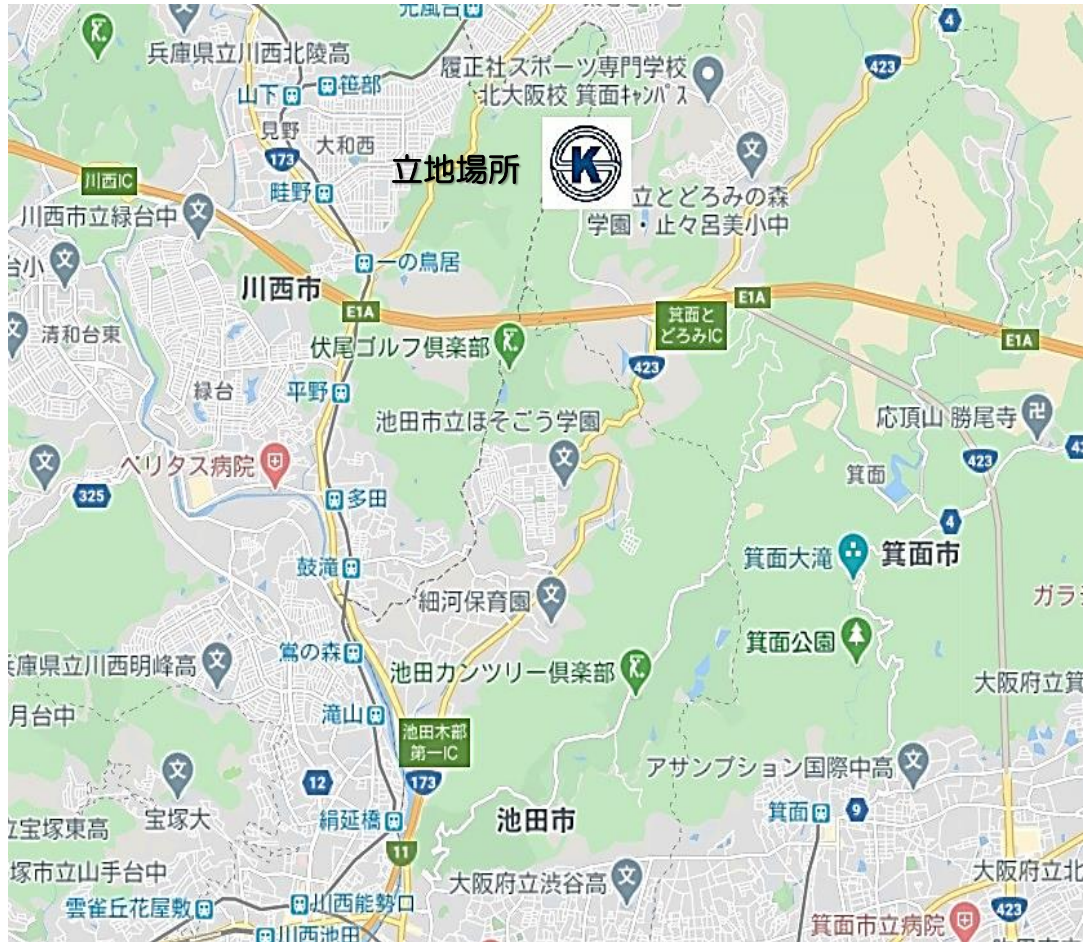 光風台
4
兵庫県立川西北陵高
423
履正社スポーツ専門学校
北大阪校 箕面キャンパス
笹部
山下
見野
大和西
173
立地場所
K
川西IC
畦野
立とどろみの森
学園・止々呂美小中
川西市立緑台中
台小
一の鳥居
川西市
E1A
E1A
箕面と
どろみIC
E1A
清和台東
伏尾ゴルフ倶楽部
423
緑台
平野
池田市立ほそごう学園
応頂山 勝尾寺
ベリタス病院
箕面
423
43
325
多田
4
箕面大滝
箕面市
鼓滝
細河保育園
ガラ
箕面公園
鴬の森
兵庫県立川西明峰高
池田カンツリー倶楽部
大阪府立箕
月台中
滝山
池田木部
第一IC
アサンプション国際中高
12
173
宝塚大
絹延橋
池田市
箕面
9
立宝塚東高
11
塚市立山手台中
大阪府立渋谷高
大阪府立北
雲雀丘花屋敷
川西能勢口
423
箕面市立病院
川西池田